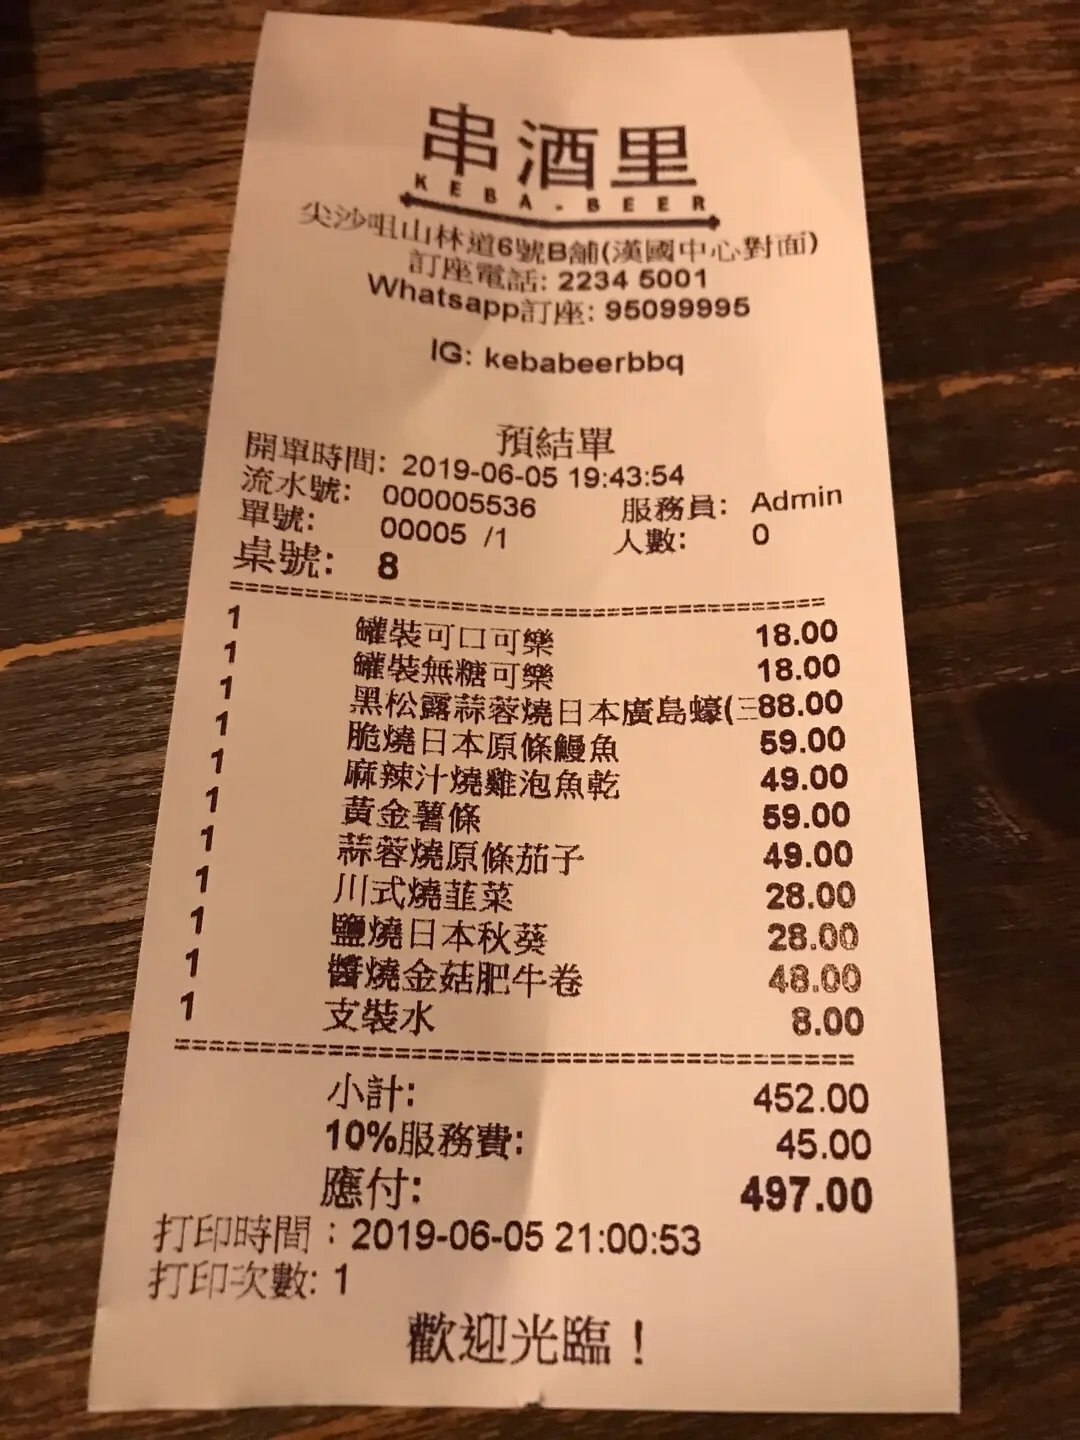 串酒里
KEBA-BEER
尖沙咀山林道6號B舖(漢國中心對面)
訂座電話: 2234 5001
Whatsapp訂座: 95099995
IG: kebabeerbbq
預結單
開單時間: 2019-06-05 19:43:54
流水號: 000005536 服務員: Admin
單號: 00005 /1 人數: 0
桌號: 8
1 罐裝可口可樂 18.00
1 罐裝無糖可樂 18.00
1 黑松露蒜蓉燒日本廣島蠔(三88.00
1 脆燒日本原條鰻魚 59.00
1 麻辣汁燒雞泡魚乾 49.00
1 黃金薯條 59.00
1 蒜蓉燒原條茄子 49.00
1 川式燒韮菜 28.00
1 鹽燒日本秋葵 28.00
1 醬燒金菇肥牛卷 48.00
1 支裝水 8.00
小計: 452.00
10%服務費: 45.00
應付: 497.00
打印時間：2019-06-05 21:00:53
打印次數: 1
歡迎光臨！